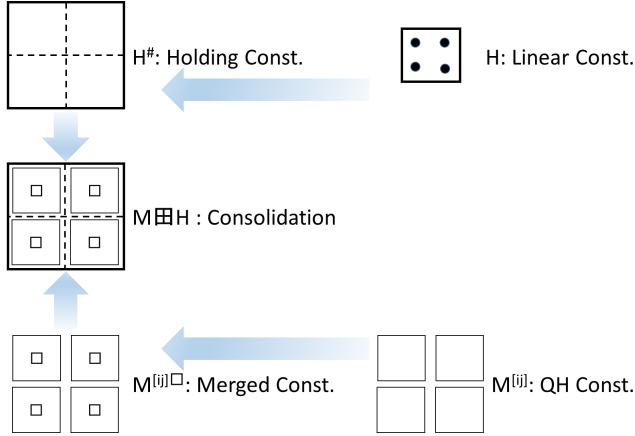 H#: Holding Const.
H: Linear Const.
M田H : Consolidation
M[ij]□: Merged Const.
M[ij]: QH Const.